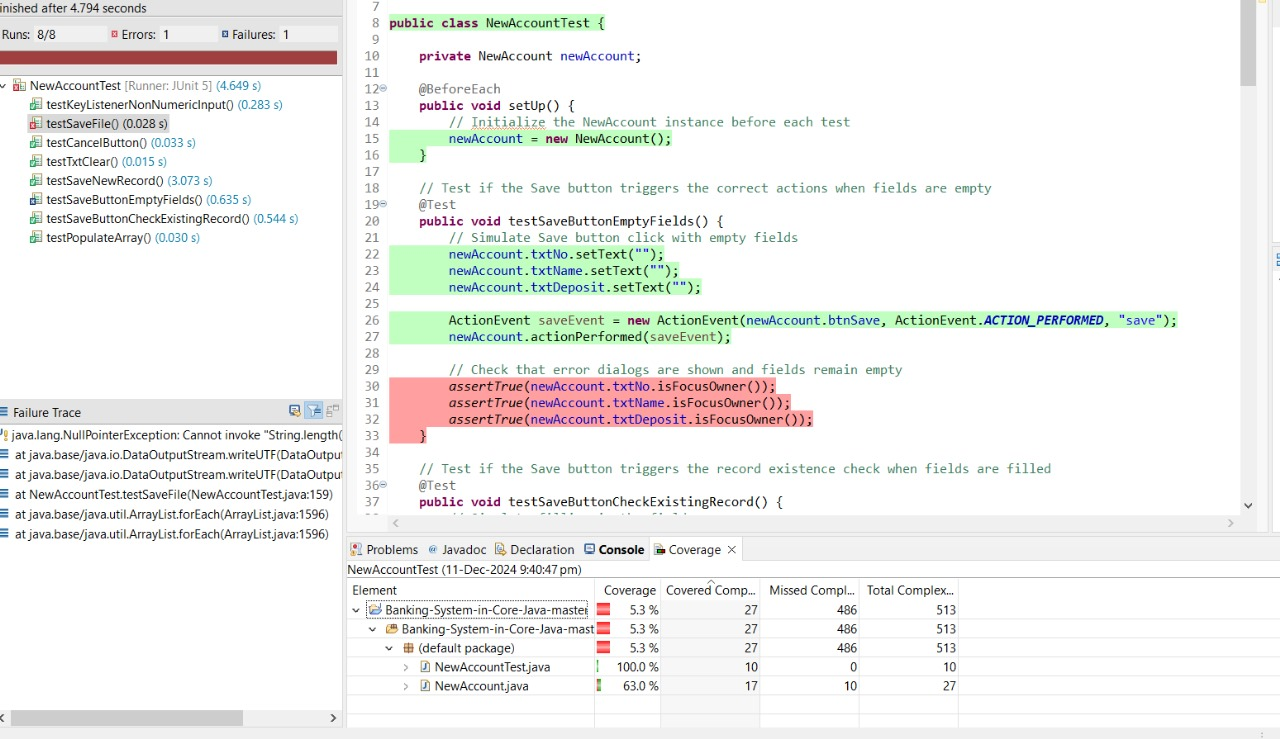 inished after 4.794 seconds
Runs: 8/8 Errors: 1 Failures: 1
NewAccountTest [Runner: JUnit 5] (4.649 s)
testKeyListenerNonNumericInput() (0.283 s)
testSaveFile() (0.028 s)
testCancelButton() (0.033 s)
testTxtClear() (0.015 s)
testSaveNewRecord() (3.073 s)
testSaveButtonEmptyFields() (0.635 s)
testSaveButtonCheckExistingRecord() (0.544 s)
testPopulateArray() (0.030 s)
Failure Trace
java.lang.NullPointerException: Cannot invoke "String.length(
at java.base/java.io.DataOutputStream.writeUTF(DataOutpu
at java.base/java.io.DataOutputStream.writeUTF(DataOutpu
at NewAccountTest.testSaveFile(NewAccountTest.java:159)
at java.base/java.util.ArrayList.forEach(ArrayList.java:1596)
at java.base/java.util.ArrayList.forEach(ArrayList.java:1596)
7
8 public class NewAccountTest {
9
10 private NewAccount newAccount;
11
12 @BeforeEach
13 public void setUp() {
14 // Initialize the NewAccount instance before each test
15 newAccount = new NewAccount();
16 }
17
18 // Test if the Save button triggers the correct actions when fields are empty
19 @Test
20 public void testSaveButtonEmptyFields() {
21 // Simulate Save button click with empty fields
22 newAccount.txtNo.setText("");
23 newAccount.txtName.setText("");
24 newAccount.txtDeposit.setText("");
25
26 ActionEvent saveEvent = new ActionEvent(newAccount.btnSave, ActionEvent.ACTION_PERFORMED, "save");
27 newAccount.actionPerformed(saveEvent);
28
29 // Check that error dialogs are shown and fields remain empty
30 assertTrue(newAccount.txtNo.isFocusOwner());
31 assertTrue(newAccount.txtName.isFocusOwner());
32 assertTrue(newAccount.txtDeposit.isFocusOwner());
33 }
34
35 // Test if the Save button triggers the record existence check when fields are filled
36 @Test
37 public void testSaveButtonCheckExistingRecord() {
Problems Javadoc Declaration Console Coverage
NewAccountTest (11-Dec-2024 9:40:47 pm)
Element Coverage Covered Comp... Missed Compl... Total Complex...
Banking-System-in-Core-Java-master 5.3 % 27 486 513
Banking-System-in-Core-Java-mast 5.3 % 27 486 513
(default package) 5.3 % 27 486 513
NewAccountTest.java 100.0 % 10 0 10
NewAccount.java 63.0 % 17 10 27